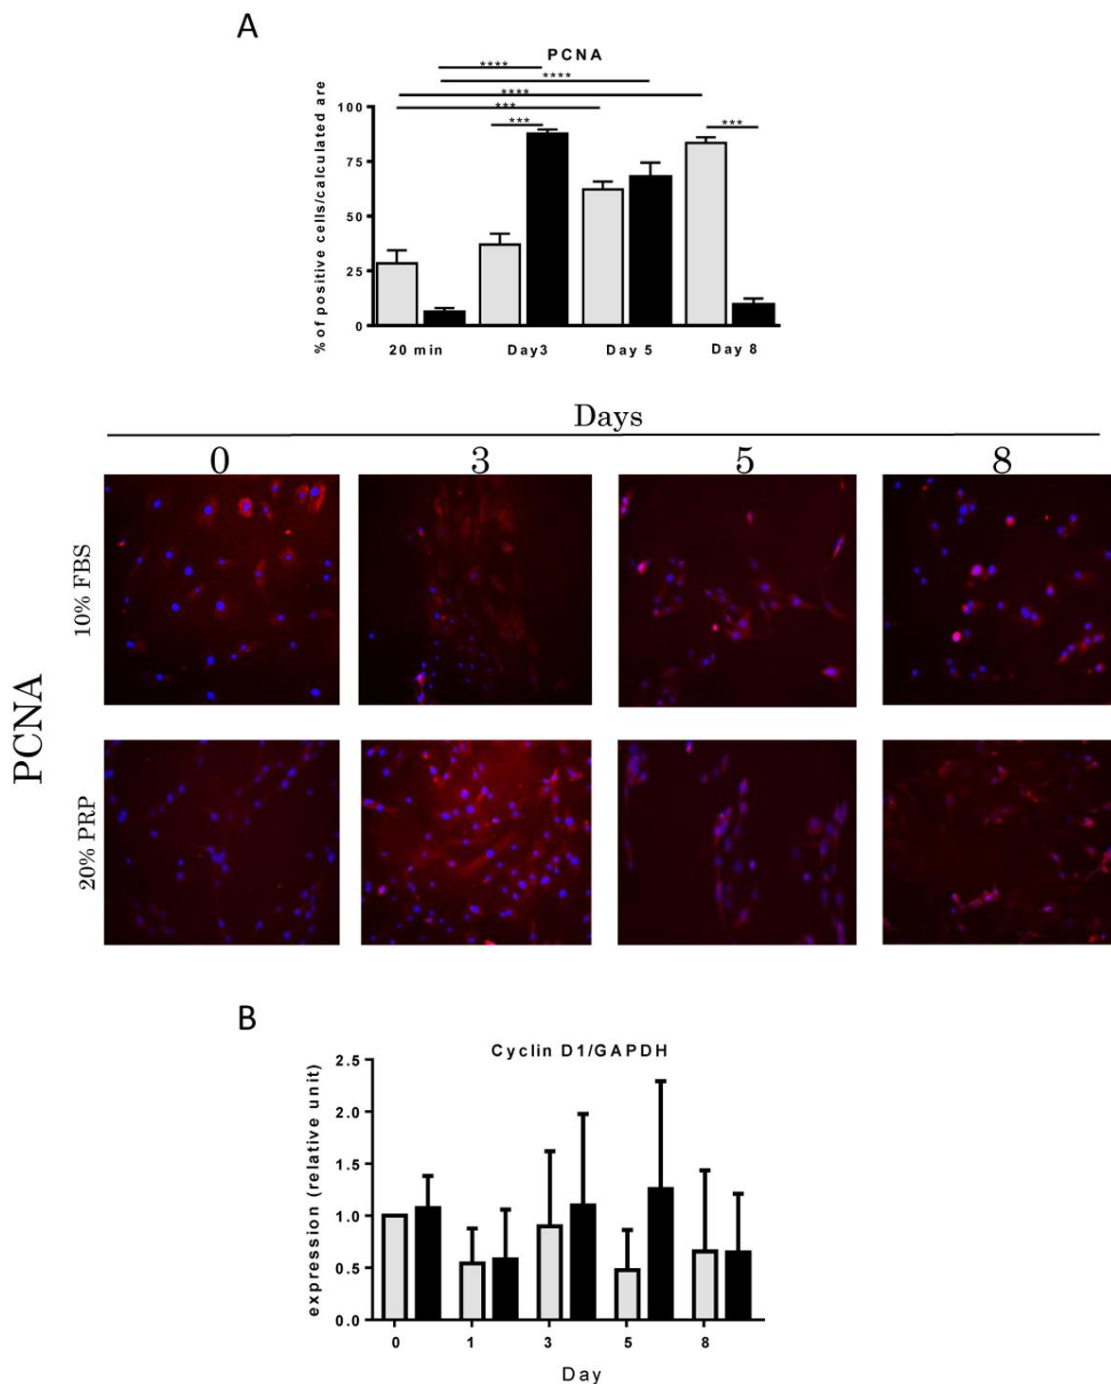 A
PCNA
****
****
****
***
***
***
% of positive cells/calculated are
100
75
50
25
0
20 min
Day3
Day 5
Day 8
Days
0
3
5
8
PCNA
10% FBS
20% PRP
B
Cyclin D1/GAPDH
expression (relative unit)
2.5
2.0
1.5
1.0
0.5
0.0
0
1
3
5
8
Day